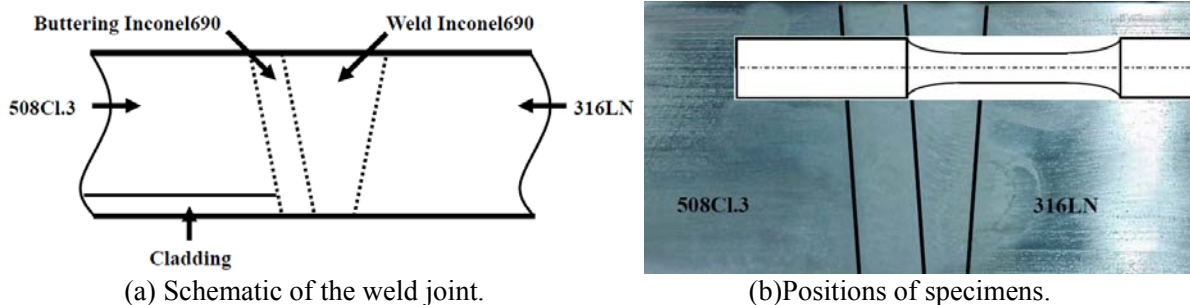 Buttering Inconel690
Weld Inconel690
508Cl.3
316LN
Cladding
(a) Schematic of the weld joint.
508Cl.3
316LN
(b)Positions of specimens.